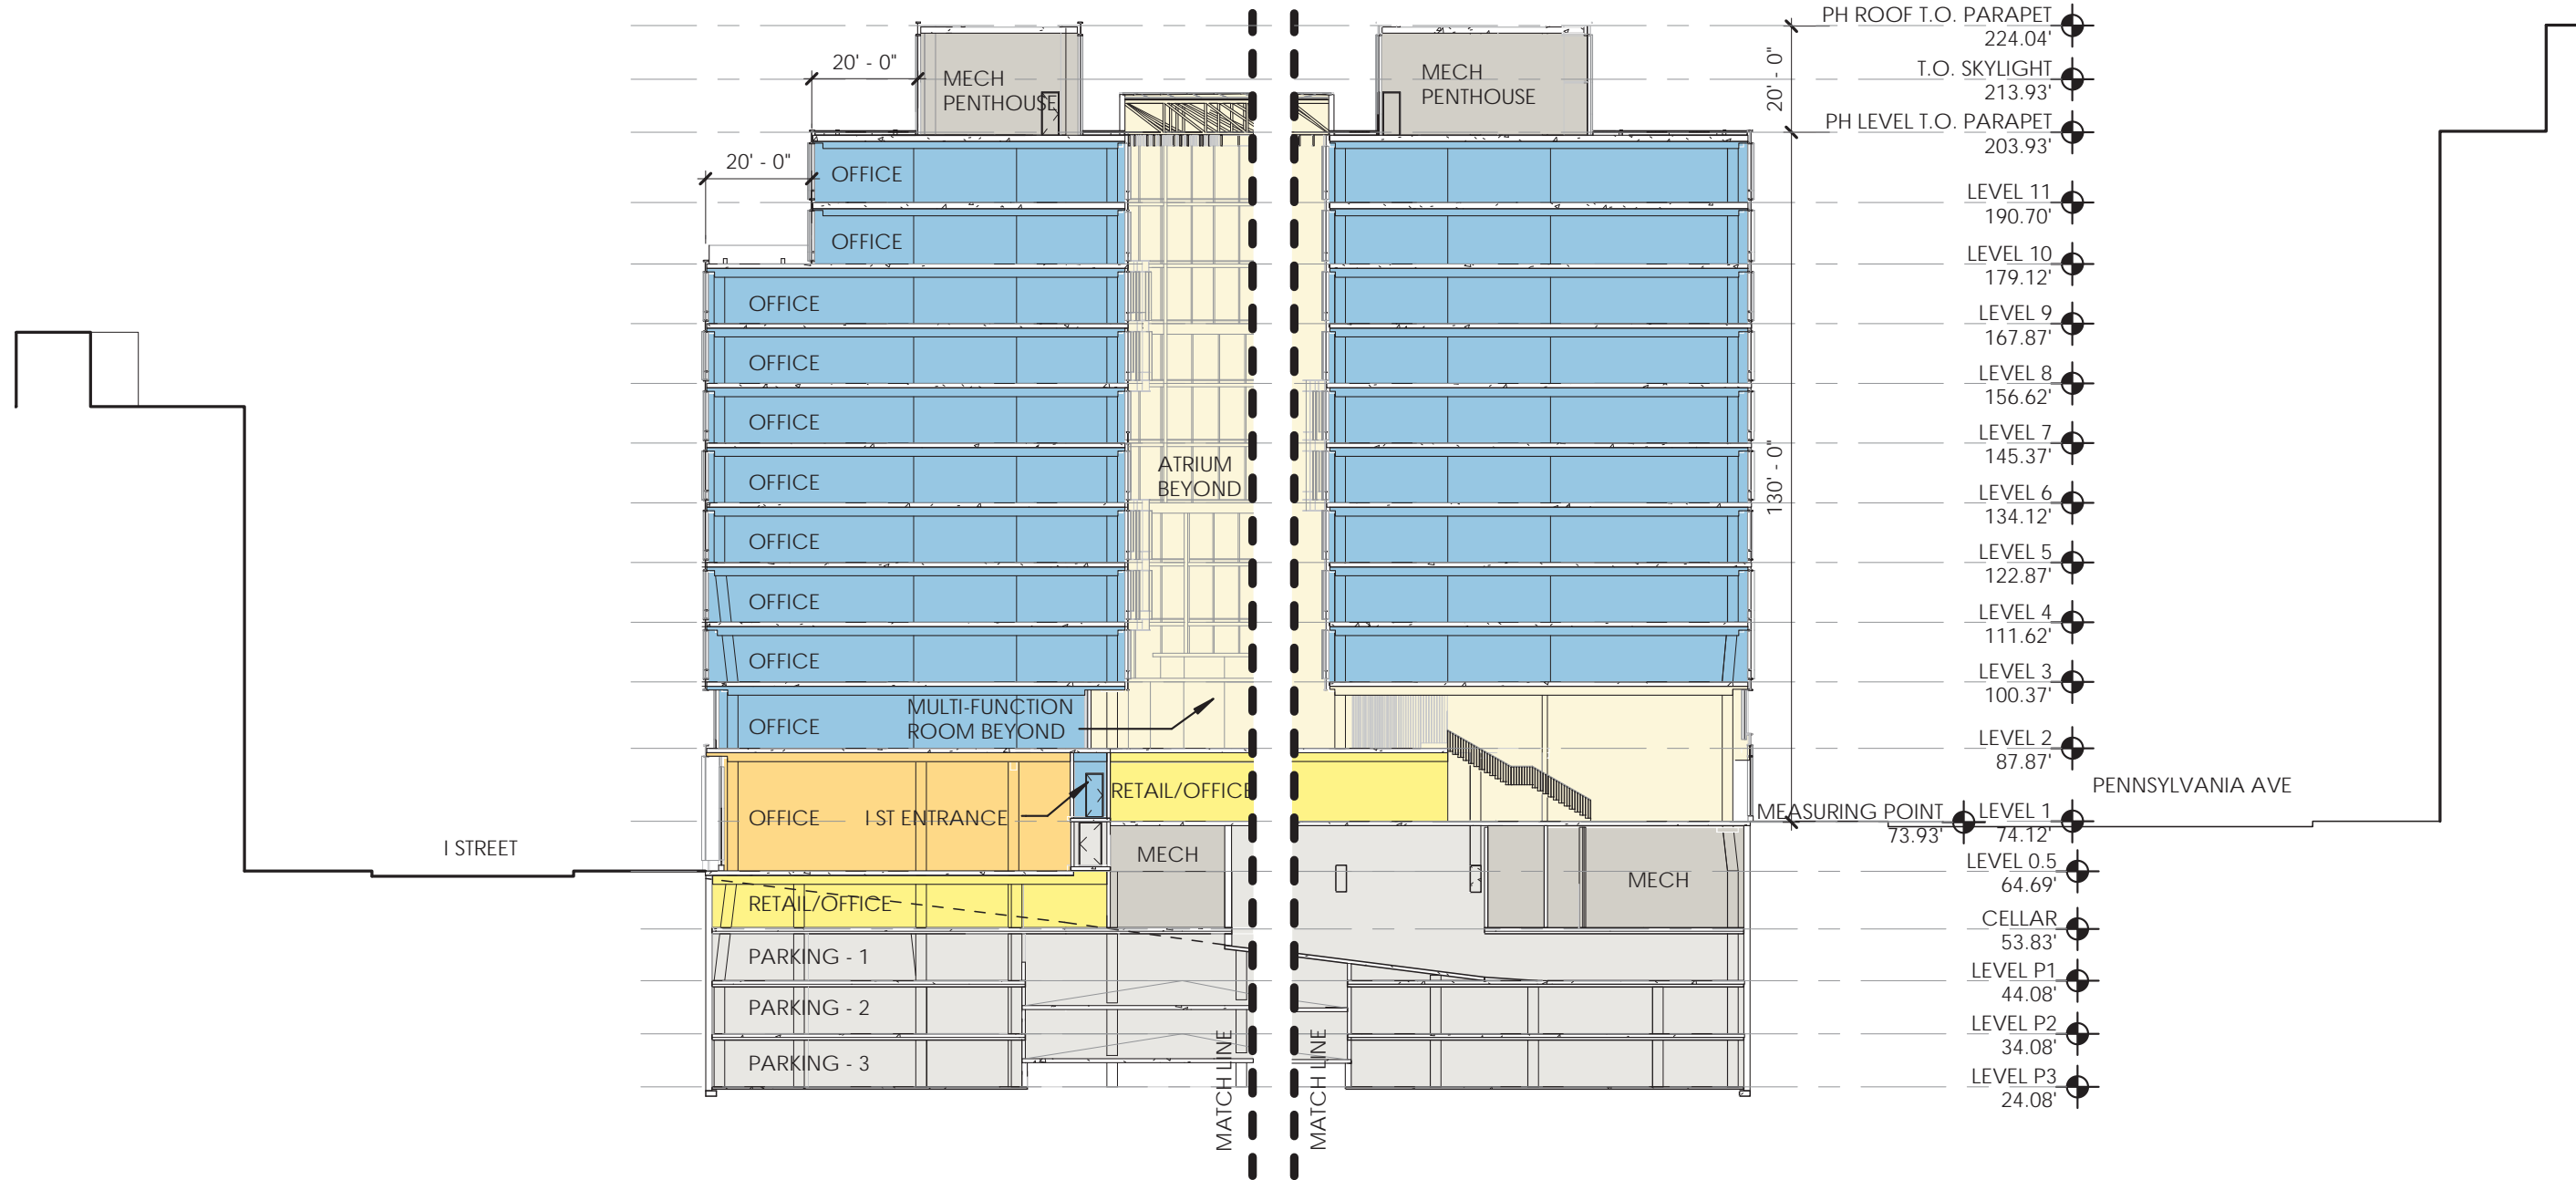 PH ROOF T.O. PARAPET
224.04'
T.O. SKYLIGHT
213.93'
PH LEVEL T.O. PARAPET
203.93'
LEVEL 11
190.70'
LEVEL 10
179.12'
LEVEL 9
167.87'
LEVEL 8
156.62'
LEVEL 7
145.37'
LEVEL 6
134.12'
LEVEL 5
122.87'
LEVEL 4
111.62'
LEVEL 3
100.37'
LEVEL 2
87.87'
PENNSYLVANIA AVE
MEASURING POINT
73.93'
LEVEL 1
74.12'
LEVEL 0.5
64.69'
CELLAR
53.83'
LEVEL P1
44.08'
LEVEL P2
34.08'
LEVEL P3
24.08'
20' - 0"
130' - 0"
20' - 0"
20' - 0"
MECH
PENTHOUSE
MECH
PENTHOUSE
OFFICE
OFFICE
OFFICE
OFFICE
OFFICE
OFFICE
OFFICE
OFFICE
OFFICE
OFFICE
ATRIUM
BEYOND
MULTI-FUNCTION
ROOM BEYOND
RETAIL/OFFICE
OFFICE
I ST ENTRANCE
I STREET
MECH
MECH
RETAIL/OFFICE
PARKING - 1
PARKING - 2
PARKING - 3
MATCH LINE
MATCH LINE